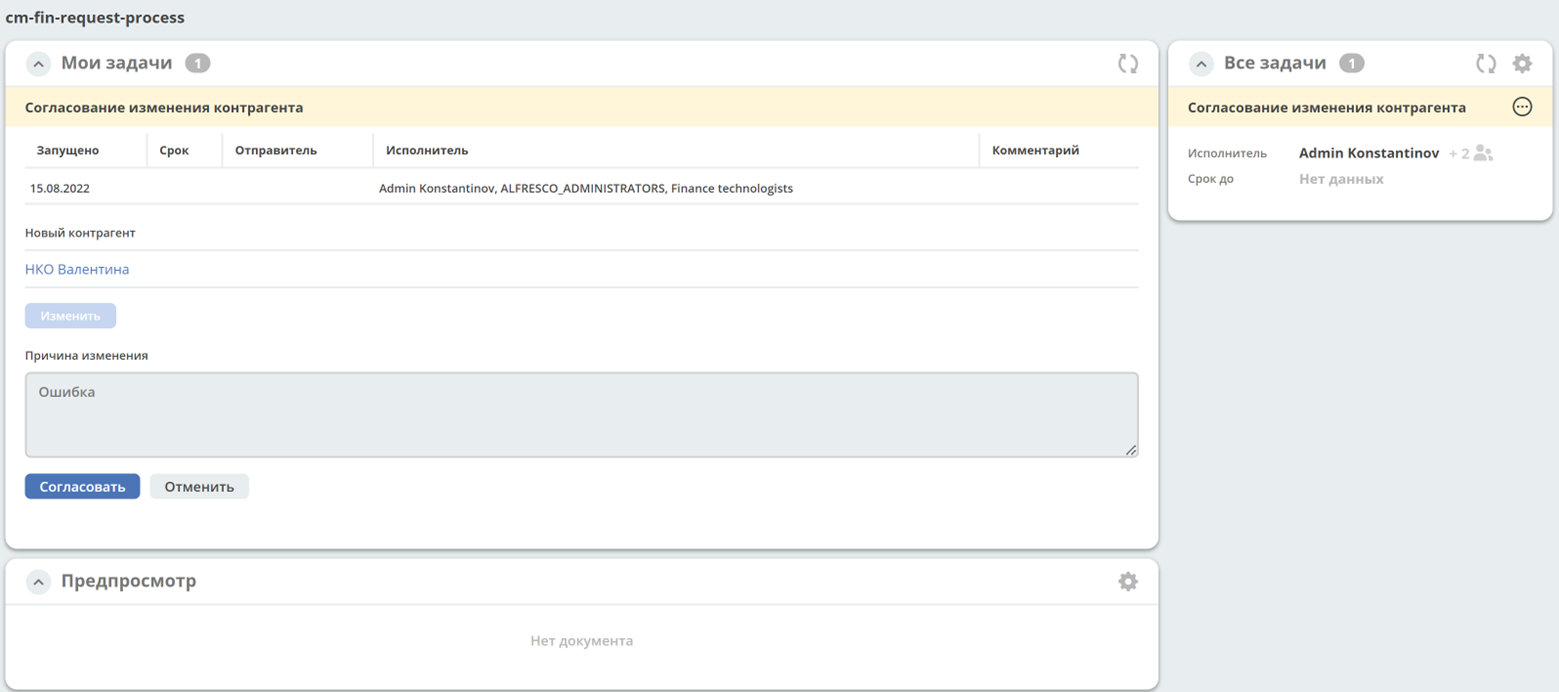 cm-fin-request-process
Мои задачи 1
Согласование изменения контрагента
Запущено Срок Отправитель Исполнитель Комментарий
15.08.2022 Admin Konstantinov, ALFRESCO_ADMINISTRATORS, Finance technologists
Новый контрагент
НКО Валентина
Изменить
Причина изменения
Ошибка
Согласовать Отменить
Предпросмотр
Нет документа
Все задачи 1
Согласование изменения контрагента
Исполнитель Admin Konstantinov + 2
Срок до Нет данных